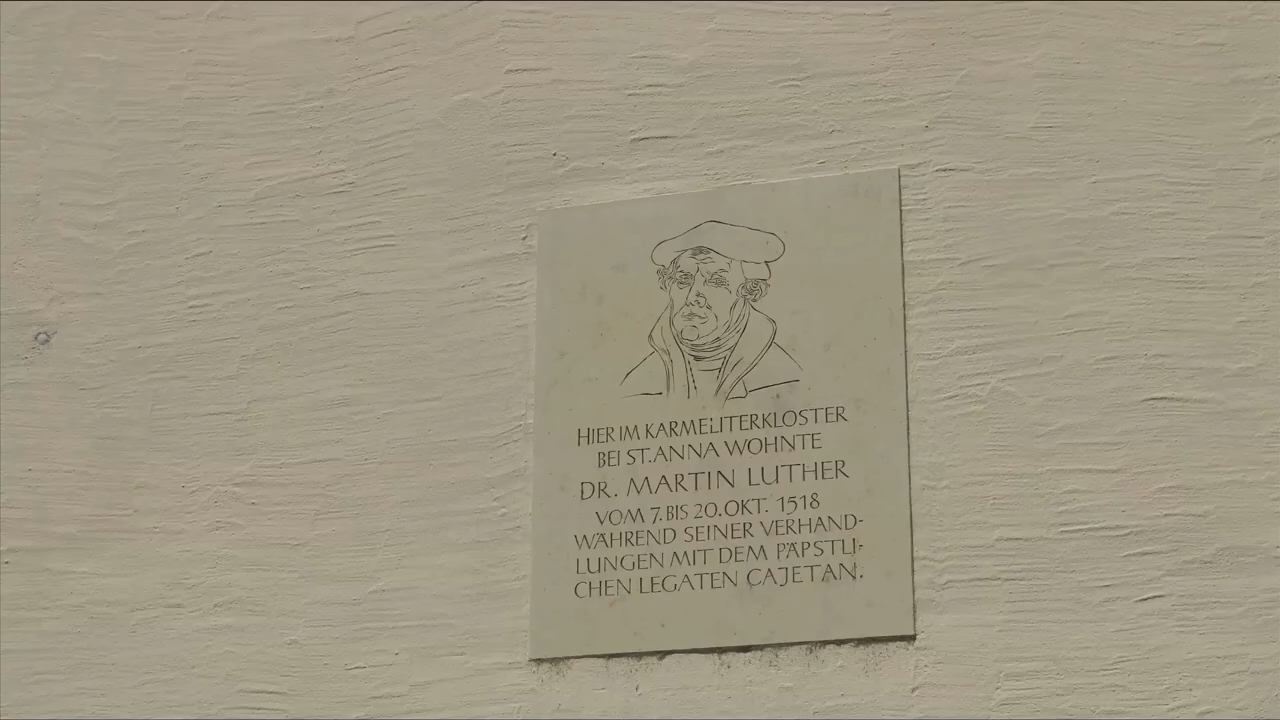 HIER IM KARMELITERKLOSTER
BEI ST. ANNA WOHNTE
DR. MARTIN LUTHER
VOM 7. BIS 20. OKT. 1518
WÄHREND SEINER VERHAND-
LUNGEN MIT DEM PÄPSTLI-
CHEN LEGATEN CAJETAN.